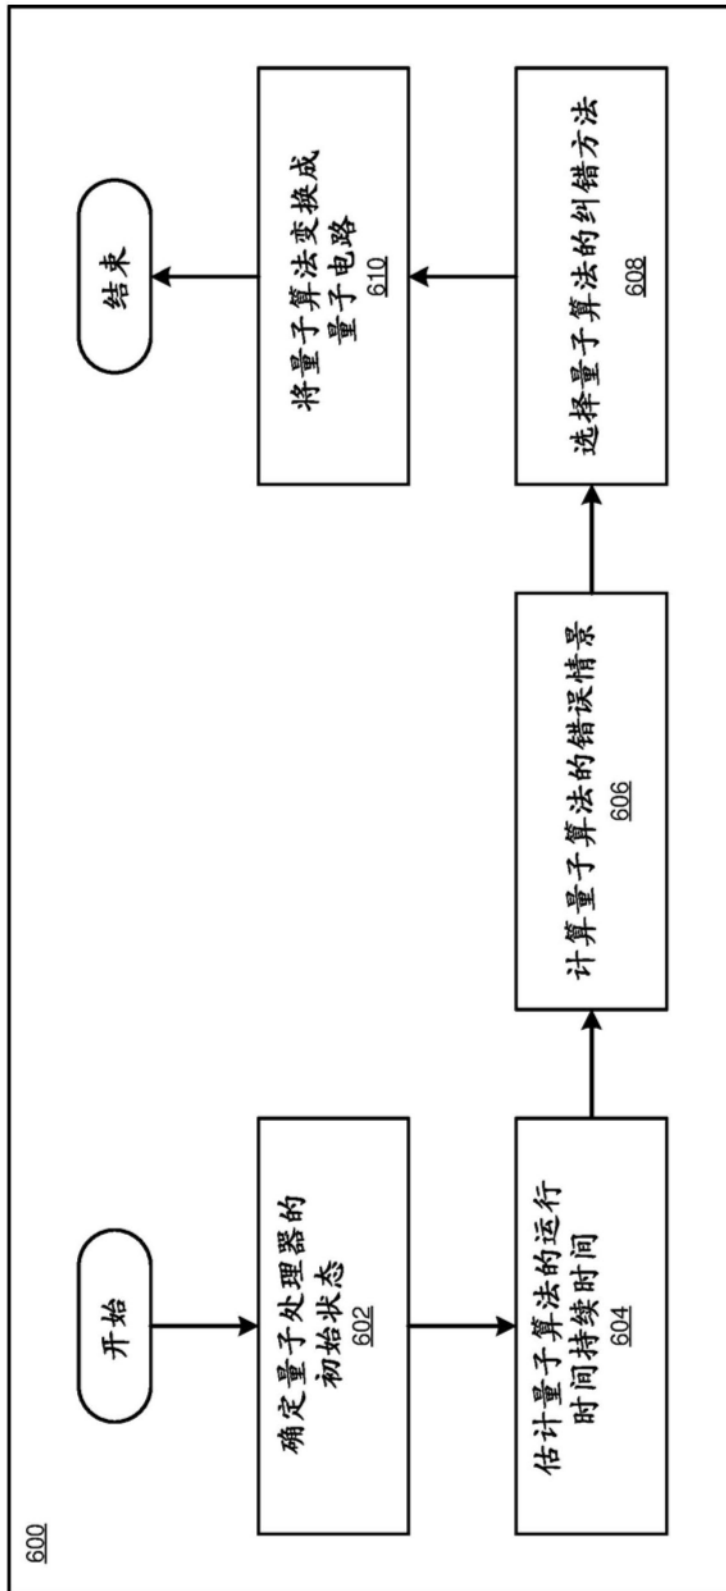 600
开始
确定量子处理器的
初始状态
602
估计量子算法的运行
时间持续时间
604
计算量子算法的错误情景
606
选择量子算法的纠错方法
608
将量子算法变换成
量子电路
610
结束